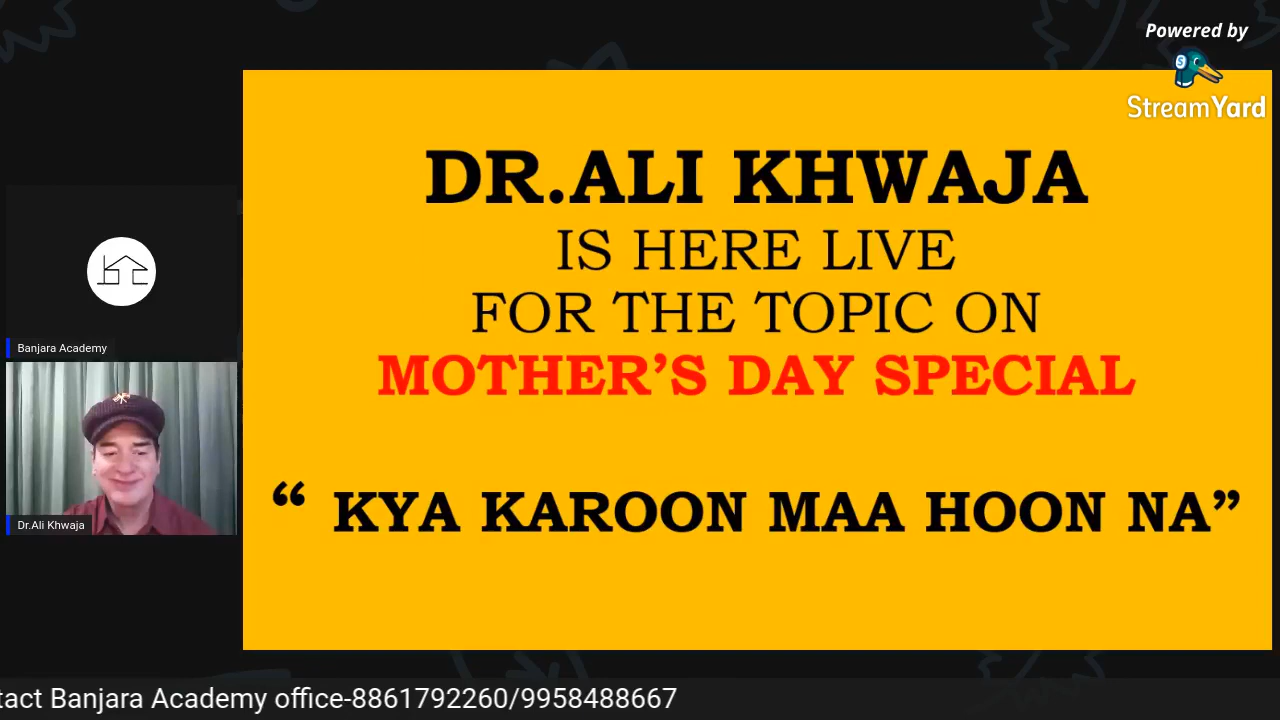 Powered by
StreamYard
DR.ALI KHWAJA
IS HERE LIVE
FOR THE TOPIC ON
MOTHER’S DAY SPECIAL
“ KYA KAROON MAA HOON NA”
Banjara Academy
Dr.Ali Khwaja
tact Banjara Academy office-8861792260/9958488667